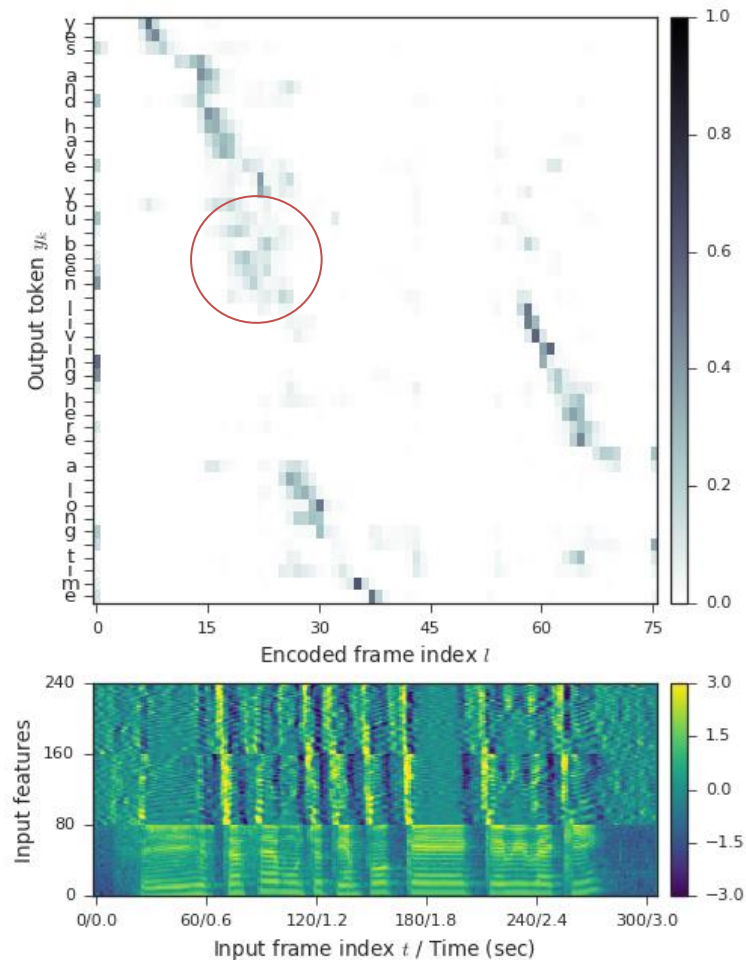 y
e
s
a
n
d
h
a
v
e
y
o
u
b
e
e
n
l
i
v
i
n
g
h
e
r
e
a
l
o
n
g
t
i
m
e
Output token yₖ
1.0
0.8
0.6
0.4
0.2
0.0
0 15 30 45 60 75
Encoded frame index l
240
160
80
0
Input features
3.0
1.5
0.0
−1.5
−3.0
0/0.0 60/0.6 120/1.2 180/1.8 240/2.4 300/3.0
Input frame index t / Time (sec)